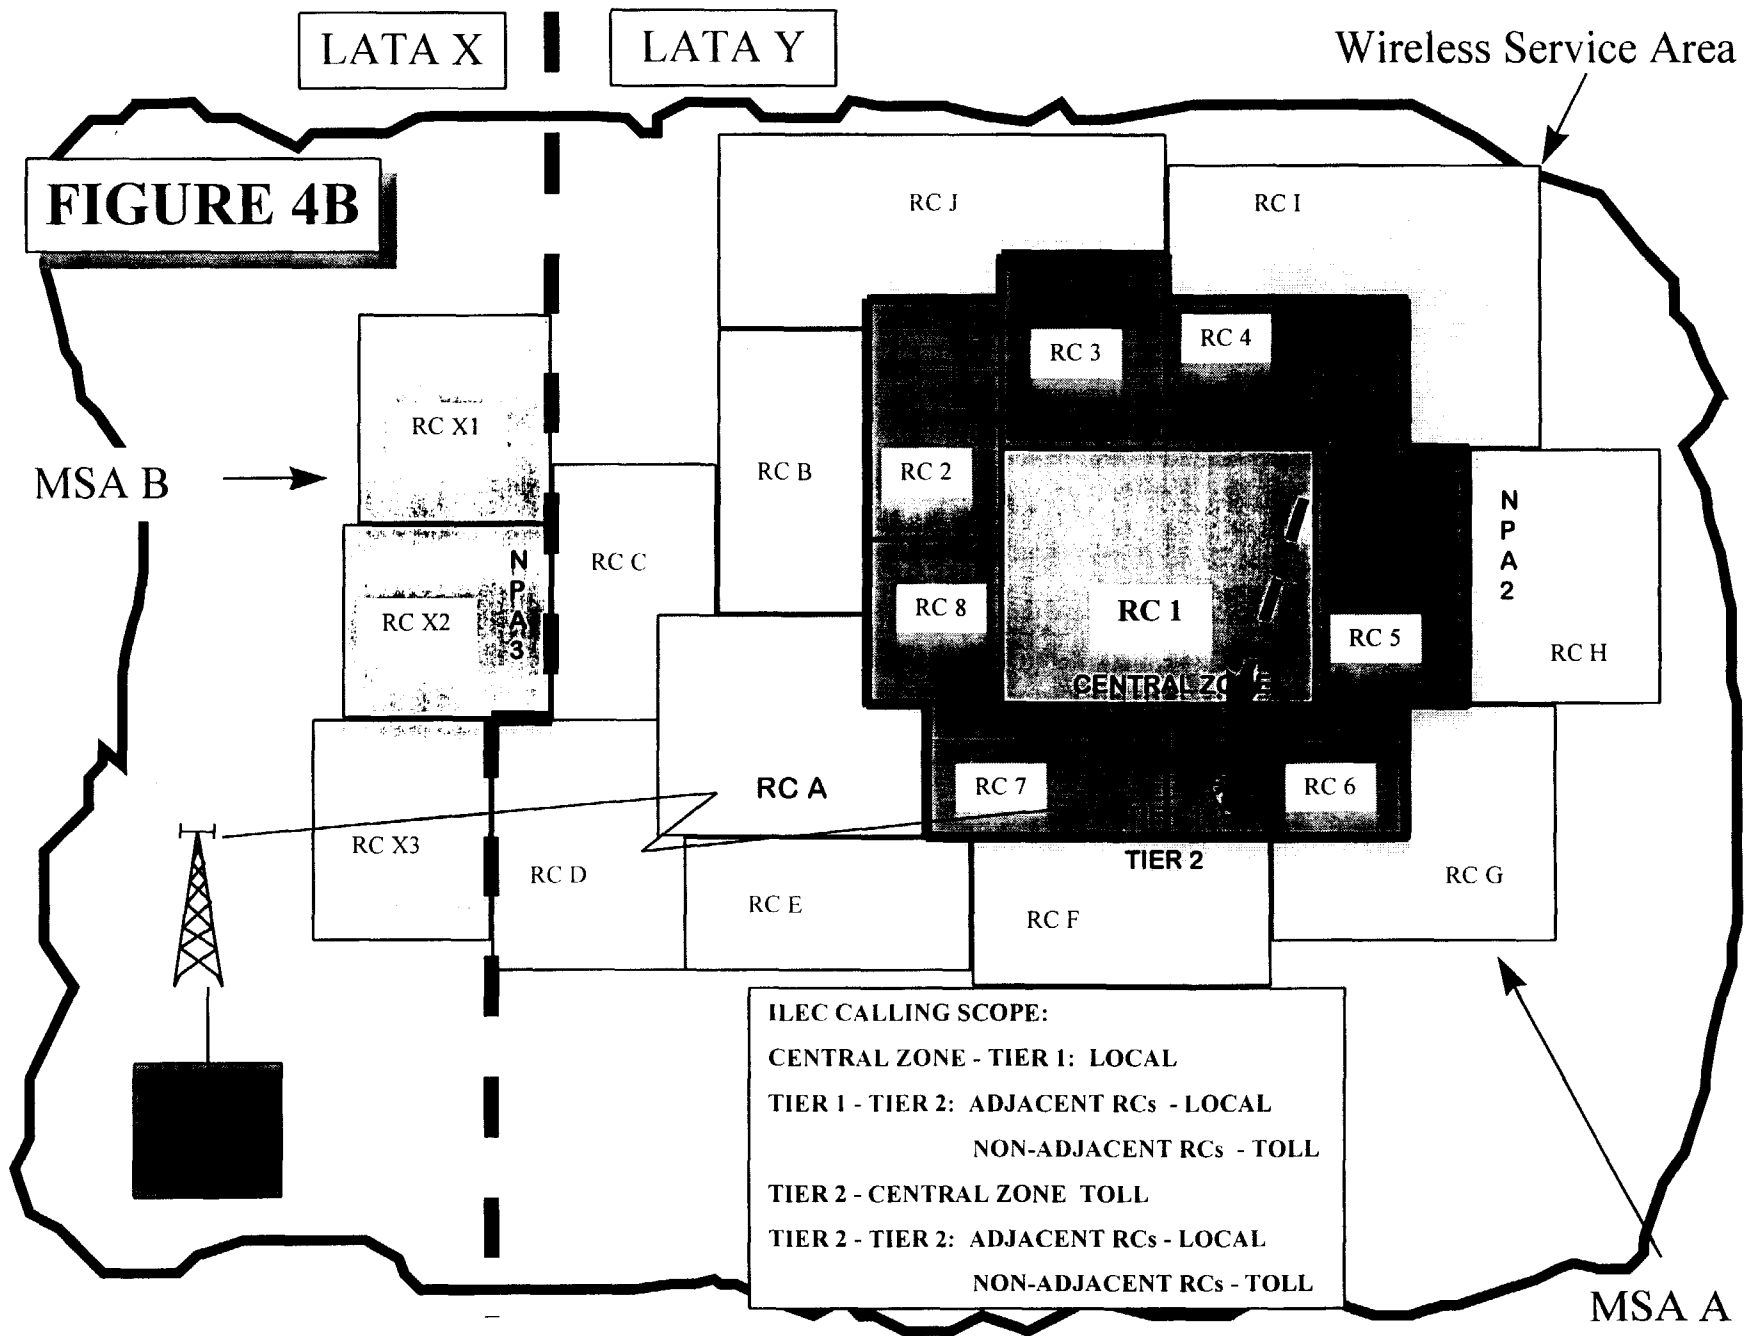 LATA X
LATA Y
Wireless Service Area
FIGURE 4B
RC J
RC I
RC 3
RC 4
RC X1
RC B
RC 2
MSA B
NPA2
NPA3
RC C
RC X2
RC 8
RC 1
RC 5
RC H
CENTRAL
RC A
RC 7
RC 6
RC X3
TIER 2
RC D
RC G
RC E
RC F
ILEC CALLING SCOPE:
CENTRAL ZONE - TIER 1: LOCAL
TIER 1 - TIER 2: ADJACENT RCs - LOCAL
NON-ADJACENT RCs - TOLL
TIER 2 - CENTRAL ZONE TOLL
TIER 2 - TIER 2: ADJACENT RCs - LOCAL
NON-ADJACENT RCs - TOLL
MSA A